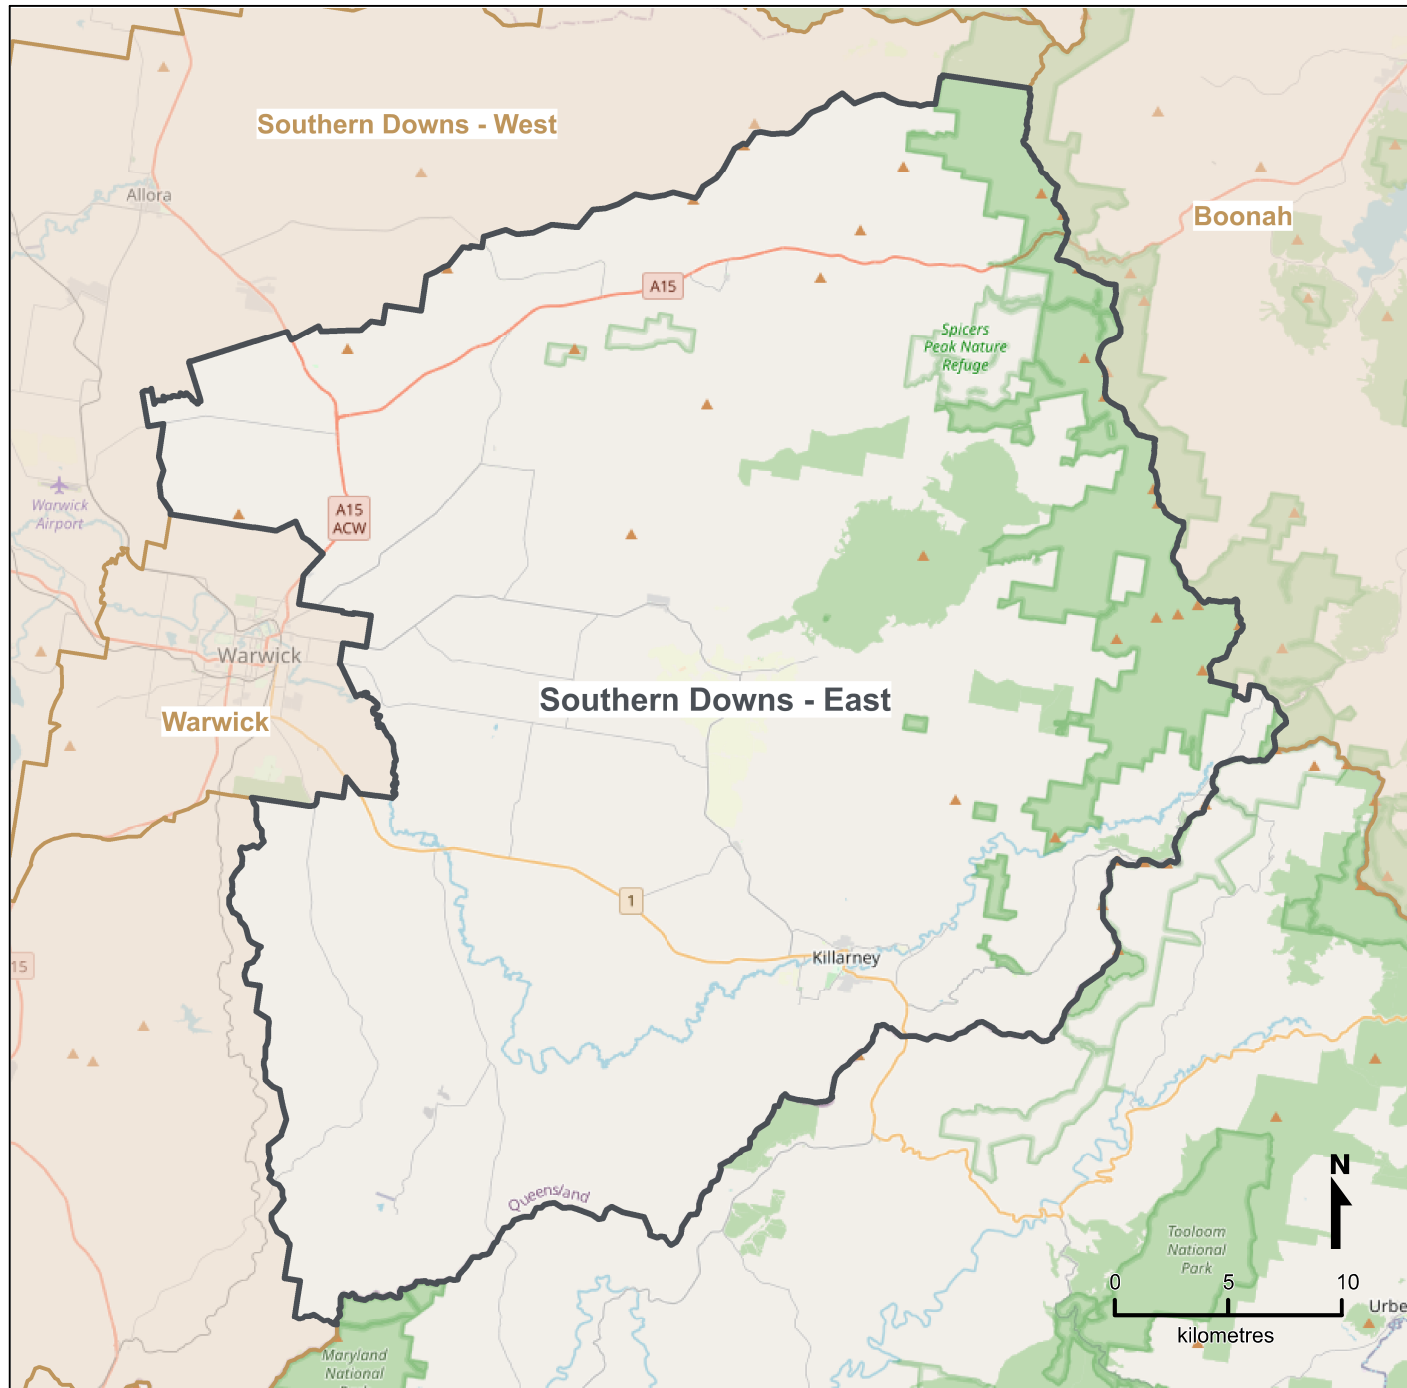 Southern Downs - West
Allora
Boonah
A15
Spicers
Peak Nature
Refuge
Warwick
Airport
A15
ACW
Warwick
Southern Downs - East
Warwick
1
Killarney
15
N
Queensland
Tooloom
National
Park
0 5 10
kilometres
Urbe
Maryland
National